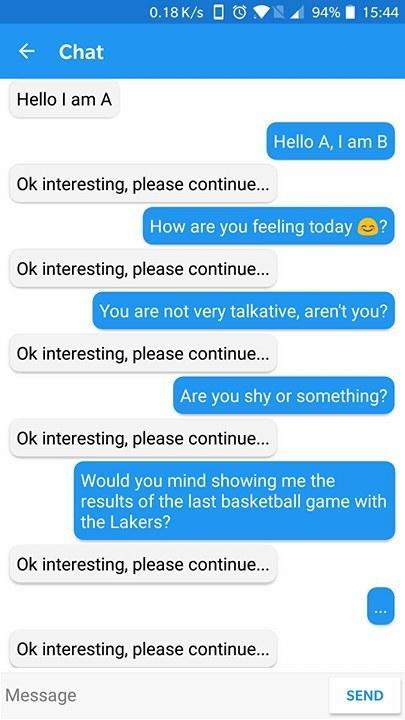 0.18 K/s 94% 15:44
← Chat
Hello I am A
Hello A, I am B
Ok interesting, please continue...
How are you feeling today 😊?
Ok interesting, please continue...
You are not very talkative, aren't you?
Ok interesting, please continue...
Are you shy or something?
Ok interesting, please continue...
Would you mind showing me the
results of the last basketball game with
the Lakers?
Ok interesting, please continue...
...
Ok interesting, please continue...
Message SEND